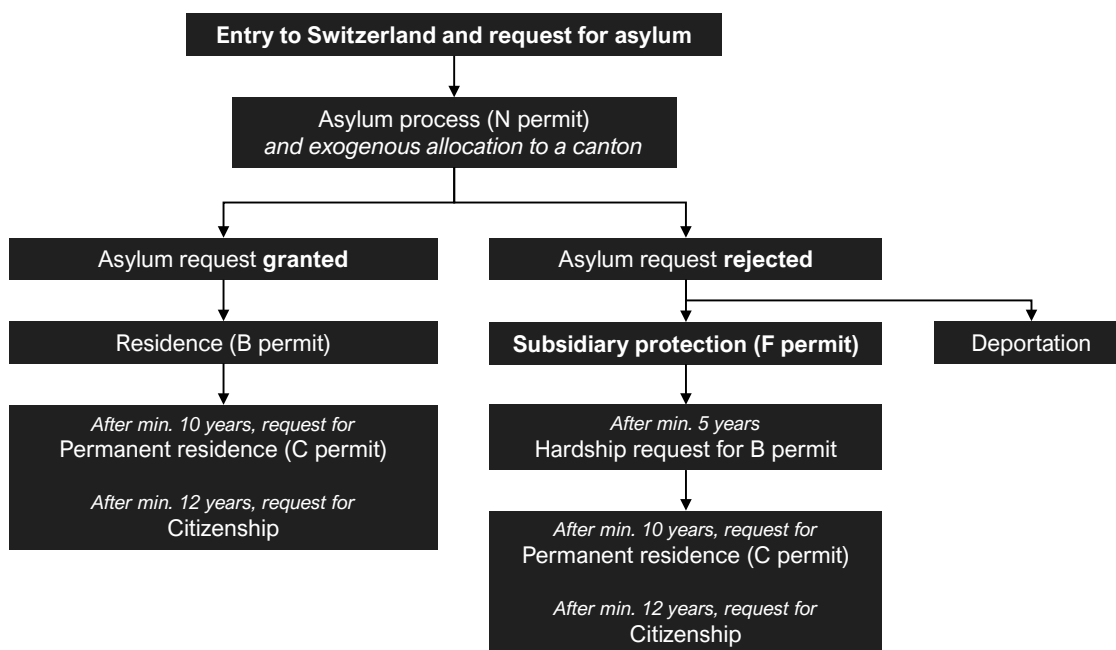 Entry to Switzerland and request for asylum
Asylum process (N permit)
and exogenous allocation to a canton
Asylum request granted
Asylum request rejected
Residence (B permit)
Subsidiary protection (F permit)
Deportation
After min. 10 years, request for
Permanent residence (C permit)
After min. 12 years, request for
Citizenship
After min. 5 years
Hardship request for B permit
After min. 10 years, request for
Permanent residence (C permit)
After min. 12 years, request for
Citizenship